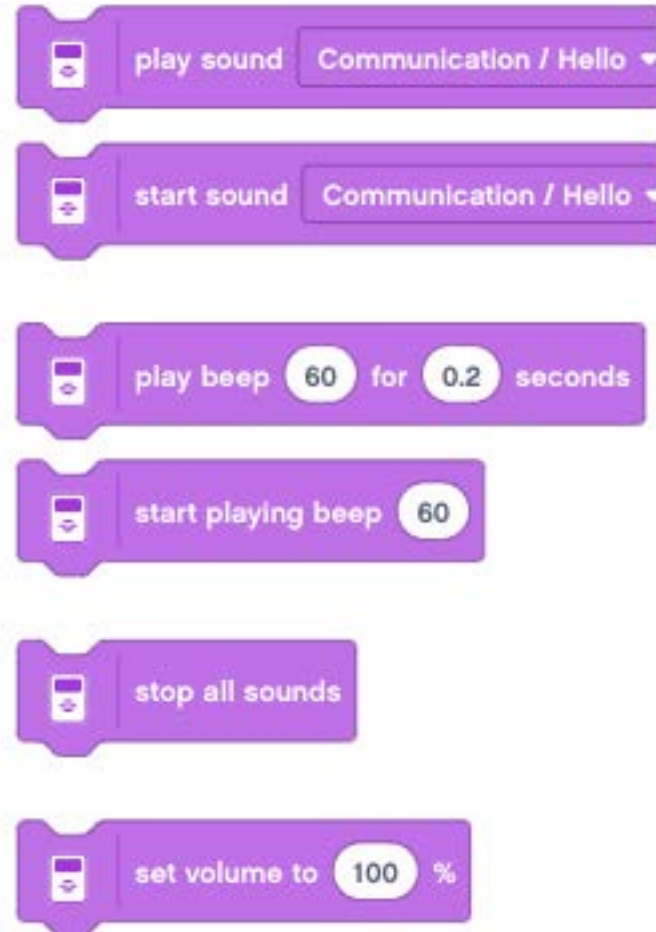 play sound Communication / Hello
start sound Communication / Hello
play beep 60 for 0.2 seconds
start playing beep 60
stop all sounds
set volume to 100 %